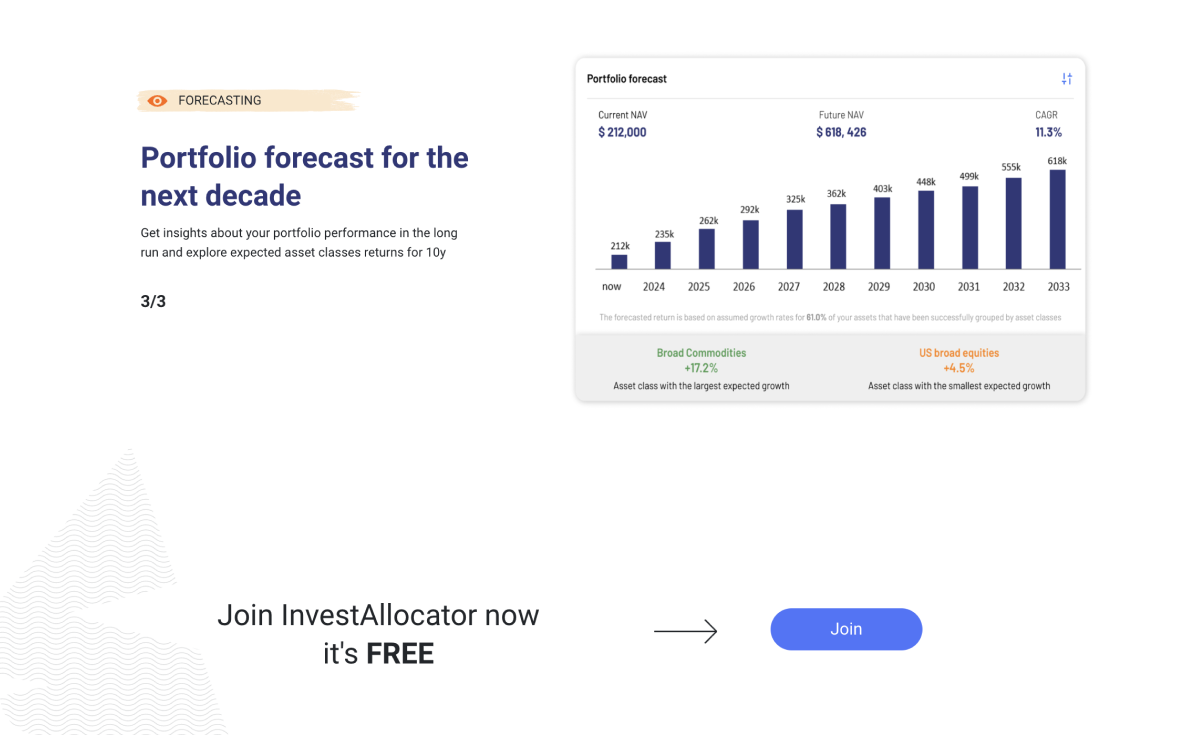 FORECASTING
Portfolio forecast for the
next decade
Get insights about your portfolio performance in the long
run and explore expected asset classes returns for 10y
3/3
Portfolio forecast
Current NAV
$ 212,000
Future NAV
$ 618, 426
CAGR
11.3%
212k
235k
262k
292k
325k
362k
403k
448k
499k
555k
618k
now 2024 2025 2026 2027 2028 2029 2030 2031 2032 2033
The forecasted return is based on assumed growth rates for 61.0% of your assets that have been successfully grouped by asset classes
Broad Commodities
+17.2%
Asset class with the largest expected growth
US broad equities
+4.5%
Asset class with the smallest expected growth
Join InvestAllocator now
it's FREE
Join